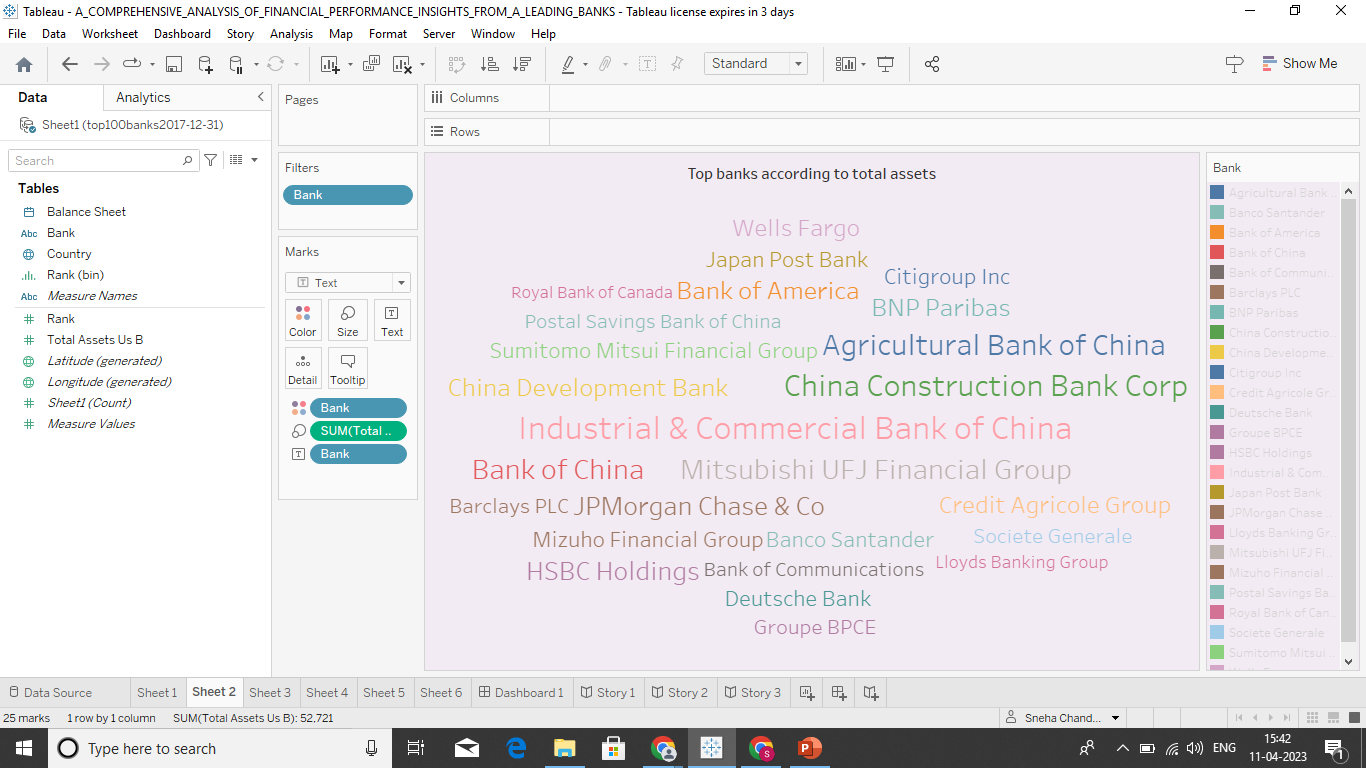 Tableau - A_COMPREHENSIVE_ANALYSIS_OF_FINANCIAL_PERFORMANCE_INSIGHTS_FROM_A_LEADING_BANKS - Tableau license expires in 3 days
File Data Worksheet Dashboard Story Analysis Map Format Server Window Help
Standard
Show Me
Data Analytics
Sheet1 (top100banks2017-12-31)
Search
Tables
Balance Sheet
Abc Bank
Country
Rank (bin)
Abc Measure Names
Rank
Total Assets Us B
Latitude (generated)
Longitude (generated)
Sheet1 (Count)
Measure Values
Pages
Filters
Bank
Marks
Text
Color Size Text
Detail Tooltip
Bank
SUM(Total ..
Bank
Columns
Rows
Top banks according to total assets
Wells Fargo
Japan Post Bank
Citigroup Inc
Royal Bank of Canada Bank of America
BNP Paribas
Postal Savings Bank of China
Sumitomo Mitsui Financial Group Agricultural Bank of China
China Development Bank China Construction Bank Corp
Industrial & Commercial Bank of China
Bank of China Mitsubishi UFJ Financial Group
Barclays PLC JPMorgan Chase & Co Credit Agricole Group
Mizuho Financial Group Banco Santander Societe Generale
HSBC Holdings Bank of Communications Lloyds Banking Group
Deutsche Bank
Groupe BPCE
Bank
Agricultural Bank ...
Banco Santander
Bank of America
Bank of China
Bank of Communi...
Barclays PLC
BNP Paribas
China Constructio...
China Developme...
Citigroup Inc
Credit Agricole Gr...
Deutsche Bank
Groupe BPCE
HSBC Holdings
Industrial & Com...
Japan Post Bank
JPMorgan Chase ...
Lloyds Banking Gr...
Mitsubishi UFJ Fi...
Mizuho Financial ...
Postal Savings Ba...
Royal Bank of Can...
Societe Generale
Sumitomo Mitsui ...
Data Source Sheet 1 Sheet 2 Sheet 3 Sheet 4 Sheet 5 Sheet 6 Dashboard 1 Story 1 Story 2 Story 3
25 marks 1 row by 1 column SUM(Total Assets Us B): 52,721
Sneha Chand...
Type here to search
ENG
15:42
11-04-2023
1